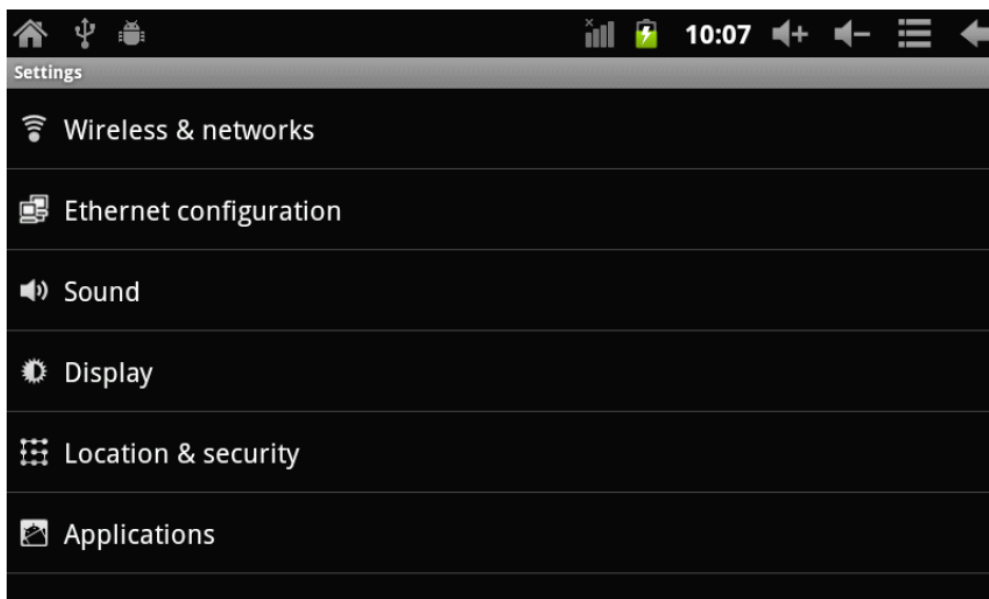 10:07
Settings
Wireless & networks
Ethernet configuration
Sound
Display
Location & security
Applications